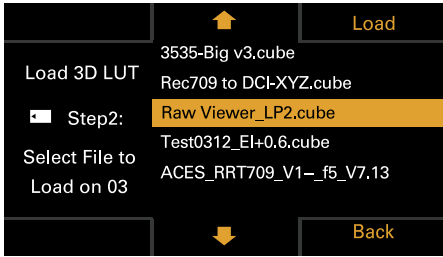 Load
Load 3D LUT
Step2:
Select File to
Load on 03
3535-Big v3.cube
Rec709 to DCI-XYZ.cube
Raw Viewer_LP2.cube
Test0312_EI+0.6.cube
ACES_RRT709_V1–_f5_V7.13
Back